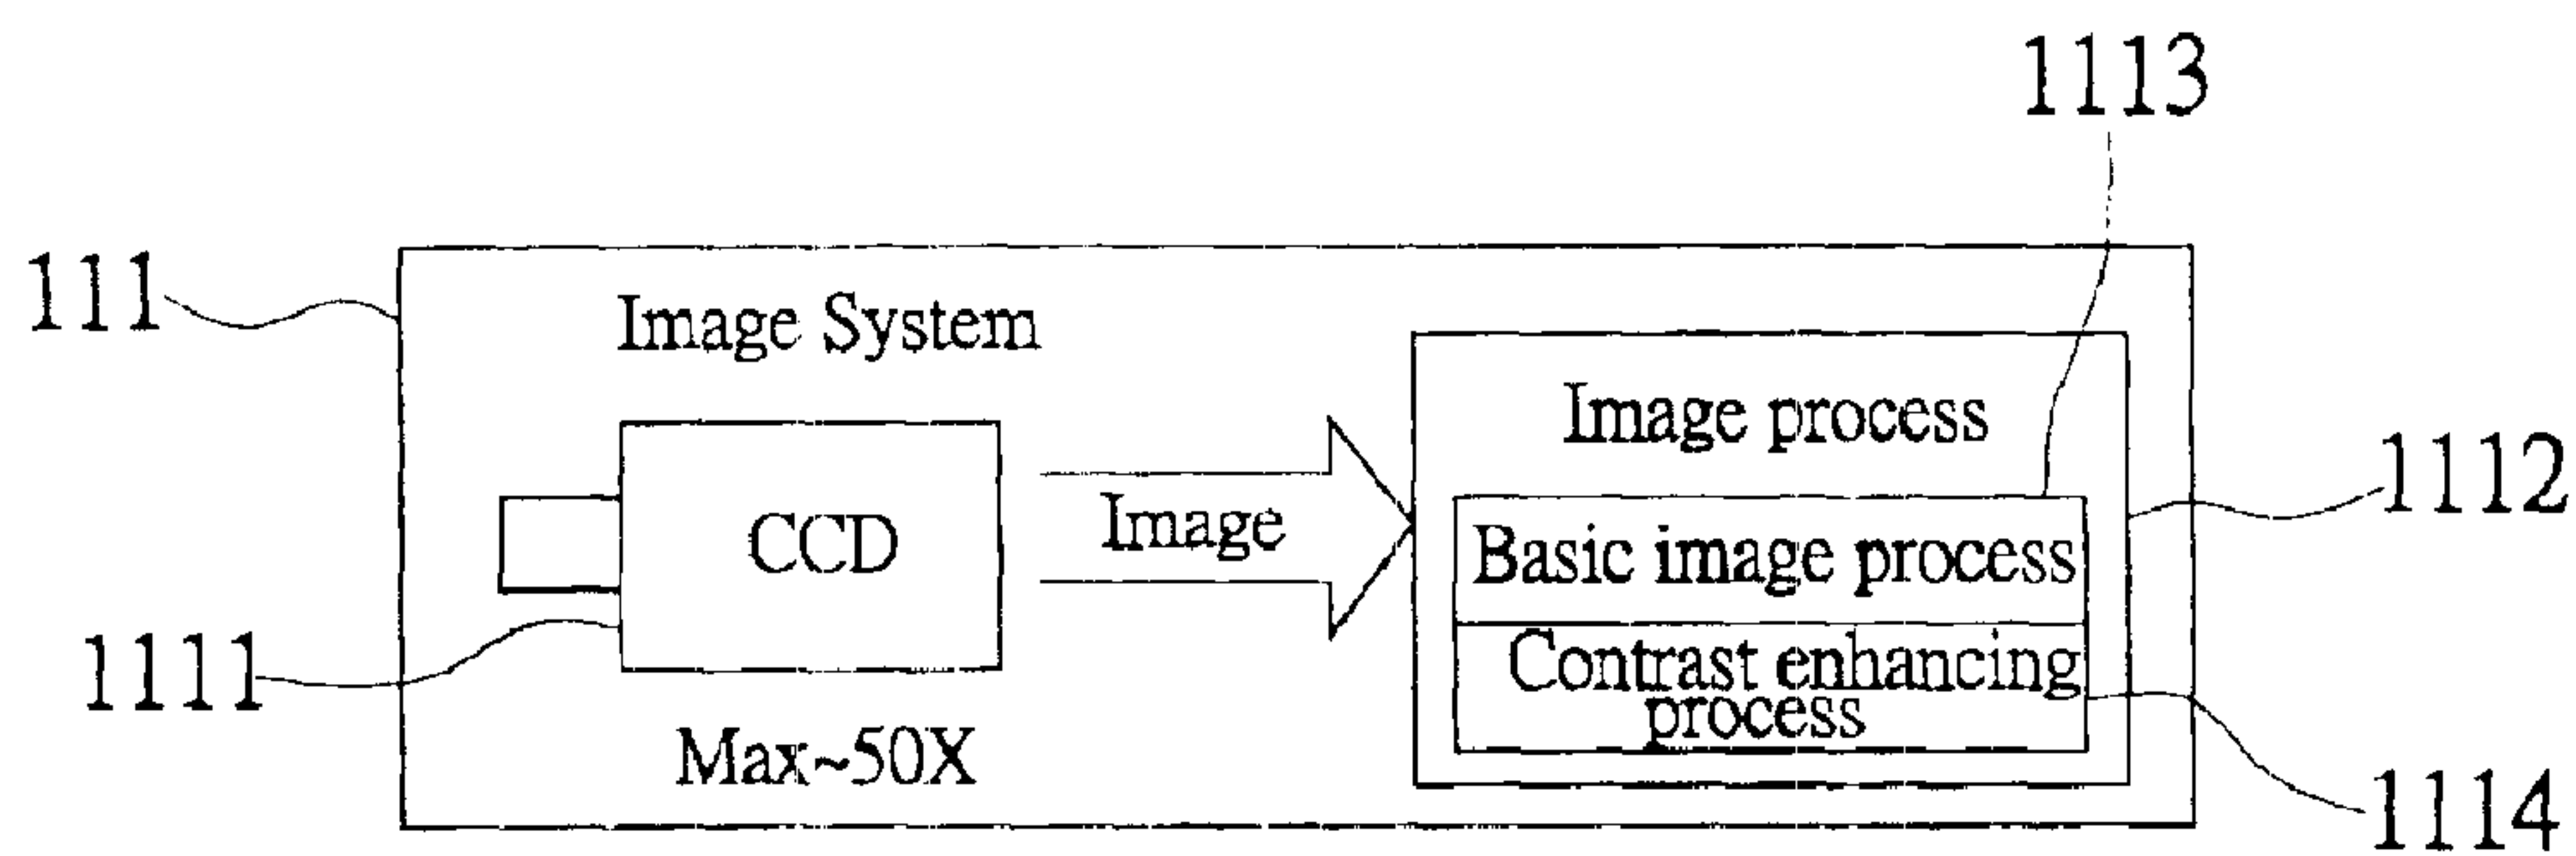 1113
111
Image System
Image process
1112
CCD
Image
Basic image process
Contrast enhancing
process
1111
Max~50X
1114